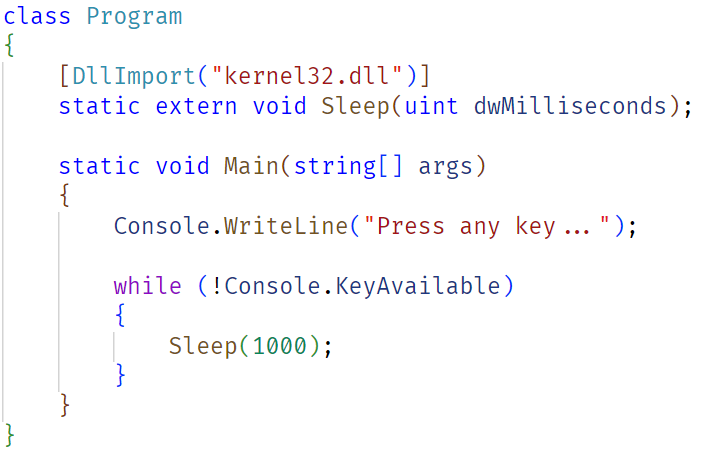 class Program
{
    [DllImport("kernel32.dll")]
    static extern void Sleep(uint dwMilliseconds);

    static void Main(string[] args)
    {
        Console.WriteLine("Press any key...");

        while (!Console.KeyAvailable)
        {
            Sleep(1000);
        }
    }
}